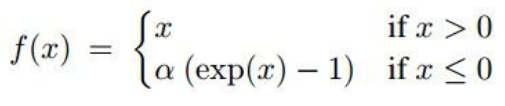 f(x) = { x if x > 0
α (exp(x) − 1) if x ≤ 0